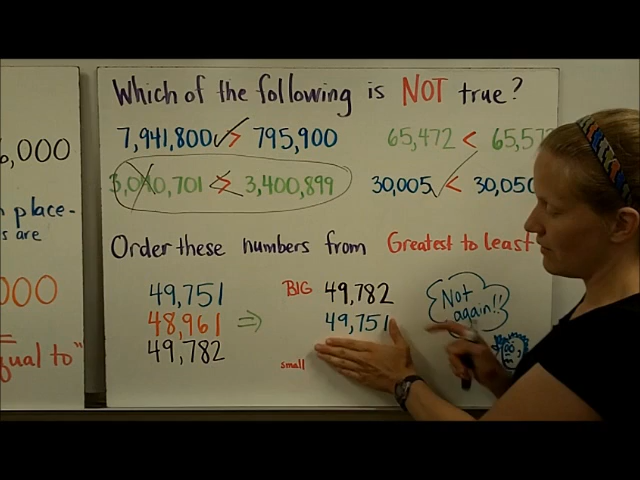 Which of the following is NOT true?
7,941,800 > 795,900
65,472 < 65,572
3,040,701 > 3,400,899
30,005 < 30,050
6,000
place-
s are
Order these numbers from Greatest to least
000
equal to"
49,751
48,961 ⇒
49,782
BIG 49,782
49,751
small
Not
again!!